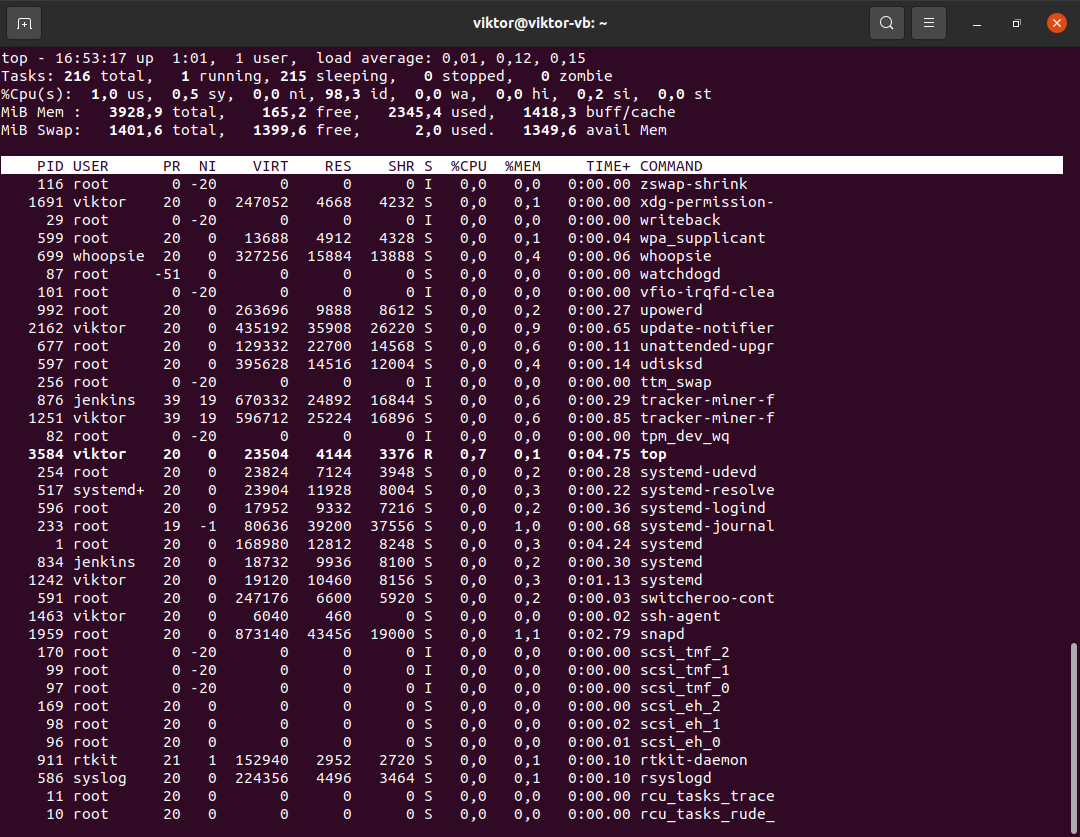 viktor@viktor-vb: ~
top - 16:53:17 up  1:01,  1 user,  load average: 0,01, 0,12, 0,15
Tasks: 216 total,   1 running, 215 sleeping,   0 stopped,   0 zombie
%Cpu(s):  1,0 us,  0,5 sy,  0,0 ni, 98,3 id,  0,0 wa,  0,0 hi,  0,2 si,  0,0 st
MiB Mem :   3928,9 total,    165,2 free,   2345,4 used,   1418,3 buff/cache
MiB Swap:   1401,6 total,   1399,6 free,      2,0 used.   1349,6 avail Mem
    PID USER      PR  NI    VIRT    RES    SHR S  %CPU  %MEM     TIME+ COMMAND
    116 root       0 -20       0      0      0 I   0,0   0,0   0:00.00 zswap-shrink
   1691 viktor    20   0  247052   4668   4232 S   0,0   0,1   0:00.00 xdg-permission-
     29 root       0 -20       0      0      0 I   0,0   0,0   0:00.00 writeback
    599 root      20   0   13688   4912   4328 S   0,0   0,1   0:00.04 wpa_supplicant
    699 whoopsie  20   0  327256  15884  13888 S   0,0   0,4   0:00.06 whoopsie
     87 root     -51   0       0      0      0 S   0,0   0,0   0:00.00 watchdogd
    101 root       0 -20       0      0      0 I   0,0   0,0   0:00.00 vfio-irqfd-clea
    992 root      20   0  263696   9888   8612 S   0,0   0,2   0:00.27 upowerd
   2162 viktor    20   0  435192  35908  26220 S   0,0   0,9   0:00.65 update-notifier
    677 root      20   0  129332  22700  14568 S   0,0   0,6   0:00.11 unattended-upgr
    597 root      20   0  395628  14516  12004 S   0,0   0,4   0:00.14 udisksd
    256 root       0 -20       0      0      0 I   0,0   0,0   0:00.00 ttm_swap
    876 jenkins   39  19  670332  24892  16844 S   0,0   0,6   0:00.29 tracker-miner-f
   1251 viktor    39  19  596712  25224  16896 S   0,0   0,6   0:00.85 tracker-miner-f
     82 root       0 -20       0      0      0 I   0,0   0,0   0:00.00 tpm_dev_wq
   3584 viktor    20   0   23504   4144   3376 R   0,7   0,1   0:04.75 top
    254 root      20   0   23824   7124   3948 S   0,0   0,2   0:00.28 systemd-udevd
    517 systemd+  20   0   23904  11928   8004 S   0,0   0,3   0:00.22 systemd-resolve
    596 root      20   0   17952   9332   7216 S   0,0   0,2   0:00.36 systemd-logind
    233 root      19  -1   80636  39200  37556 S   0,0   1,0   0:00.68 systemd-journal
      1 root      20   0  168980  12812   8248 S   0,0   0,3   0:04.24 systemd
    834 jenkins   20   0   18732   9936   8100 S   0,0   0,2   0:00.30 systemd
   1242 viktor    20   0   19120  10460   8156 S   0,0   0,3   0:01.13 systemd
    591 root      20   0  247176   6600   5920 S   0,0   0,2   0:00.03 switcheroo-cont
   1463 viktor    20   0    6040    460      0 S   0,0   0,0   0:00.02 ssh-agent
   1959 root      20   0  873140  43456  19000 S   0,0   1,1   0:02.79 snapd
    170 root       0 -20       0      0      0 I   0,0   0,0   0:00.00 scsi_tmf_2
     99 root       0 -20       0      0      0 I   0,0   0,0   0:00.00 scsi_tmf_1
     97 root       0 -20       0      0      0 I   0,0   0,0   0:00.00 scsi_tmf_0
    169 root      20   0       0      0      0 S   0,0   0,0   0:00.00 scsi_eh_2
     98 root      20   0       0      0      0 S   0,0   0,0   0:00.02 scsi_eh_1
     96 root      20   0       0      0      0 S   0,0   0,0   0:00.01 scsi_eh_0
    911 rtkit     21   1  152940   2952   2720 S   0,0   0,1   0:00.10 rtkit-daemon
    586 syslog    20   0  224356   4496   3464 S   0,0   0,1   0:00.10 rsyslogd
     11 root      20   0       0      0      0 S   0,0   0,0   0:00.00 rcu_tasks_trace
     10 root      20   0       0      0      0 S   0,0   0,0   0:00.00 rcu_tasks_rude_